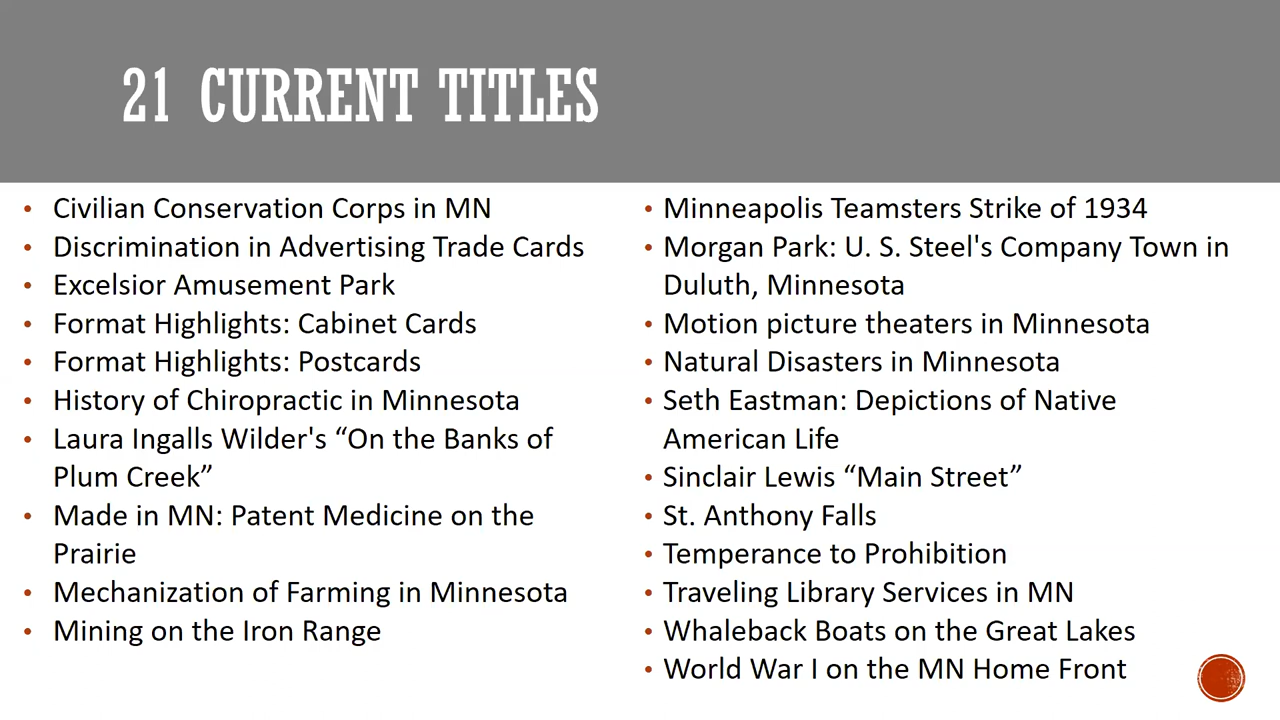 21 CURRENT TITLES
• Civilian Conservation Corps in MN
• Discrimination in Advertising Trade Cards
• Excelsior Amusement Park
• Format Highlights: Cabinet Cards
• Format Highlights: Postcards
• History of Chiropractic in Minnesota
• Laura Ingalls Wilder's “On the Banks of
Plum Creek”
• Made in MN: Patent Medicine on the
Prairie
• Mechanization of Farming in Minnesota
• Mining on the Iron Range
• Minneapolis Teamsters Strike of 1934
• Morgan Park: U. S. Steel's Company Town in
Duluth, Minnesota
• Motion picture theaters in Minnesota
• Natural Disasters in Minnesota
• Seth Eastman: Depictions of Native
American Life
• Sinclair Lewis “Main Street”
• St. Anthony Falls
• Temperance to Prohibition
• Traveling Library Services in MN
• Whaleback Boats on the Great Lakes
• World War I on the MN Home Front